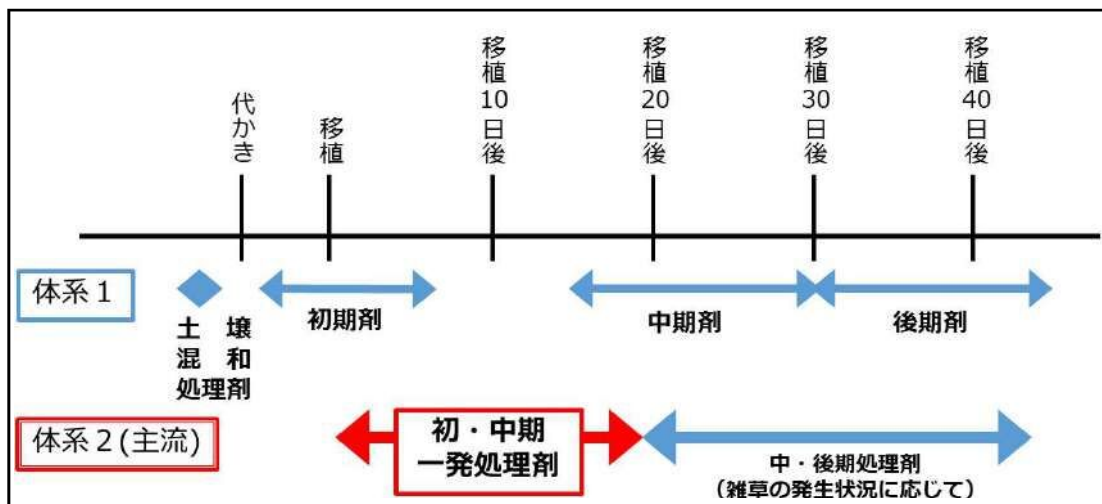 代かき
移植
移植10日後
移植20日後
移植30日後
移植40日後
体系1
土壌
混和
処理剤
初期剤
中期剤
後期剤
体系2(主流)
初・中期
一発処理剤
中・後期処理剤
(雑草の発生状況に応じて)